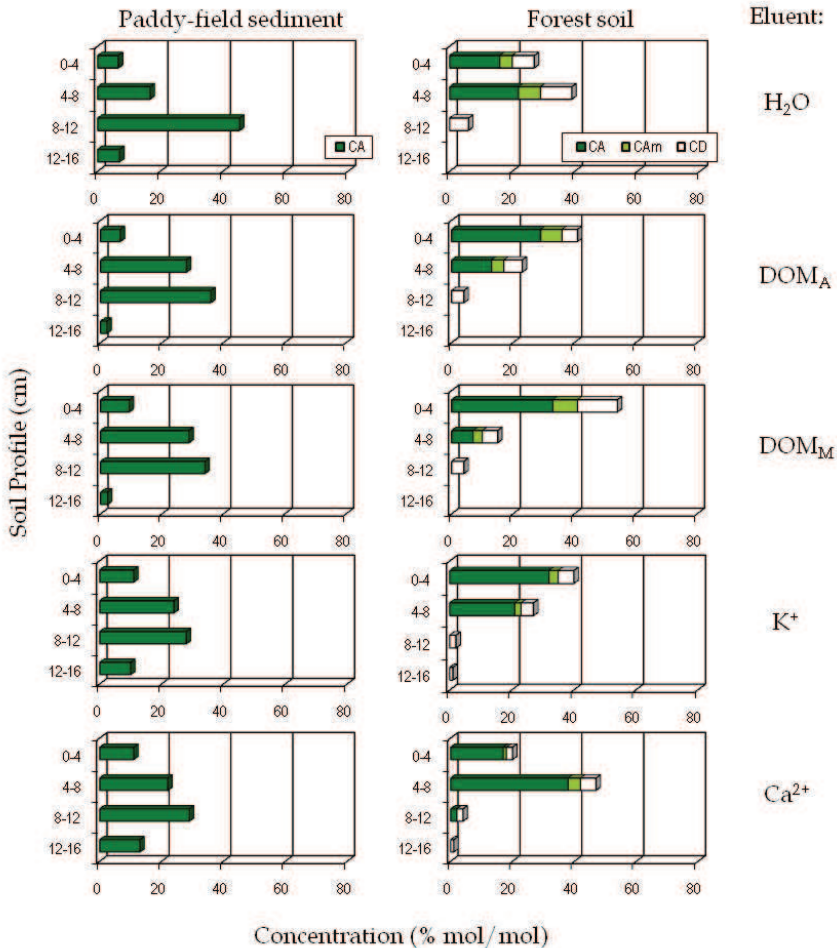 Paddy-field sediment Forest soil Eluent:
0-4 0-4
4-8 4-8
8-12 8-12
12-16 12-16
CA CA CAm CD
0 20 40 60 80 0 20 40 60 80
H₂O
0-4 0-4
4-8 4-8
8-12 8-12
12-16 12-16
0 20 40 60 80 0 20 40 60 80
DOM_A
0-4 0-4
4-8 4-8
8-12 8-12
12-16 12-16
0 20 40 60 80 0 20 40 60 80
DOM_M
Soil Profile (cm)
0-4 0-4
4-8 4-8
8-12 8-12
12-16 12-16
0 20 40 60 80 0 20 40 60 80
K⁺
0-4 0-4
4-8 4-8
8-12 8-12
12-16 12-16
0 20 40 60 80 0 20 40 60 80
Ca²⁺
Concentration (% mol/mol)